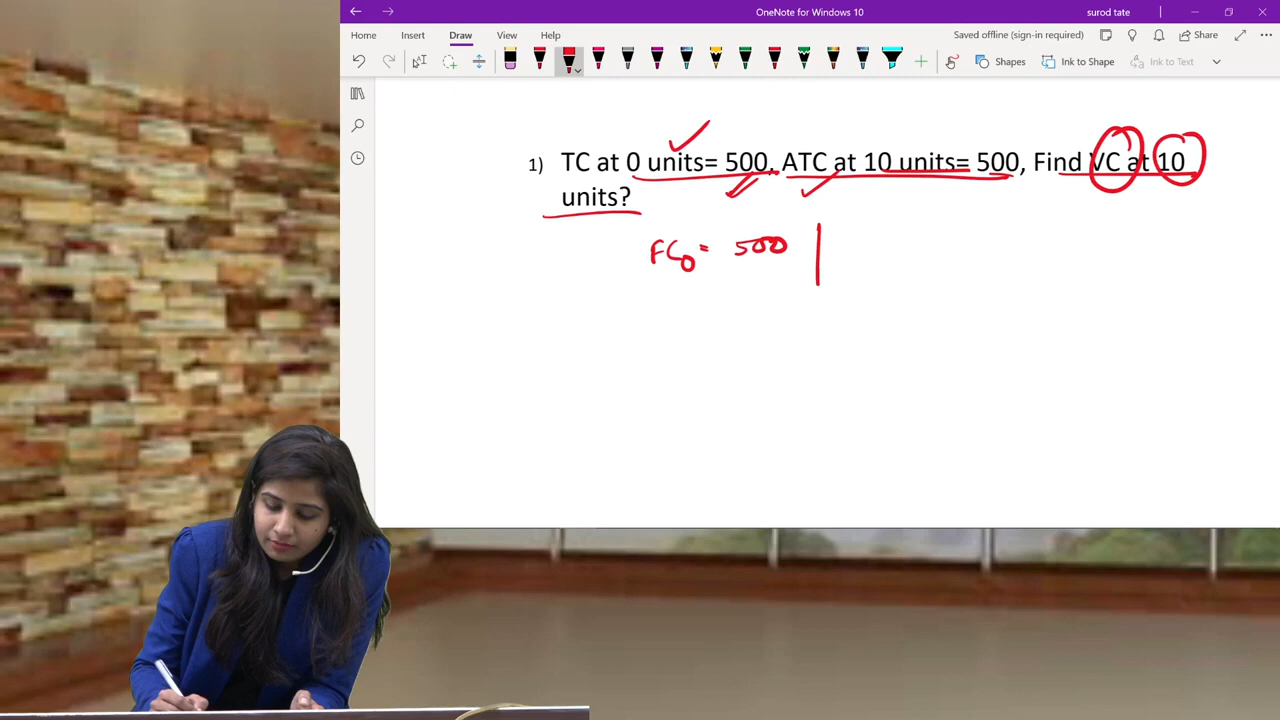 OneNote for Windows 10
surod tate
Home Insert Draw View Help
Saved offline (sign-in required)
Share
Shapes
Ink to Shape
Ink to Text
1) TC at 0 units= 500, ATC at 10 units= 500, Find VC at 10
units?
FC0 = 500